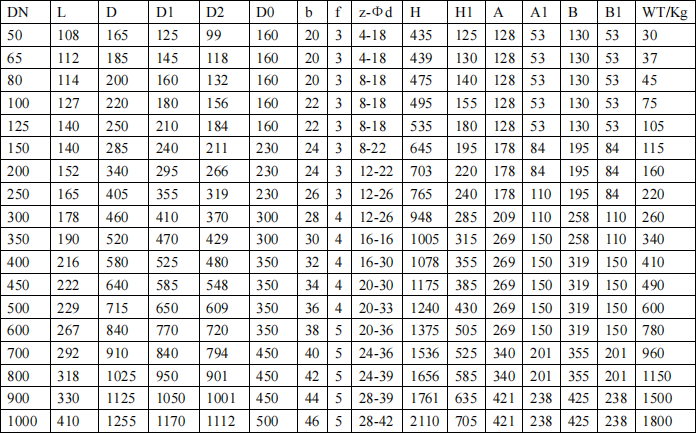 DN L D D1 D2 D0 b f z-Φd H H1 A A1 B B1 WT/Kg
50 108 165 125 99 160 20 3 4-18 435 125 128 53 130 53 30
65 112 185 145 118 160 20 3 4-18 439 130 128 53 130 53 37
80 114 200 160 132 160 20 3 8-18 475 140 128 53 130 53 45
100 127 220 180 156 160 22 3 8-18 495 155 128 53 130 53 75
125 140 250 210 184 160 22 3 8-18 535 180 128 53 130 53 105
150 140 285 240 211 230 24 3 8-22 645 195 178 84 195 84 115
200 152 340 295 266 230 24 3 12-22 703 220 178 84 195 84 160
250 165 405 355 319 230 26 3 12-26 765 240 178 110 195 84 220
300 178 460 410 370 300 28 4 12-26 948 285 209 110 258 110 260
350 190 520 470 429 300 30 4 16-16 1005 315 269 150 258 110 340
400 216 580 525 480 350 32 4 16-30 1078 355 269 150 319 150 410
450 222 640 585 548 350 34 4 20-30 1175 385 269 150 319 150 490
500 229 715 650 609 350 36 4 20-33 1240 430 269 150 319 150 600
600 267 840 770 720 350 38 5 20-36 1375 505 269 150 319 150 780
700 292 910 840 794 450 40 5 24-36 1536 525 340 201 355 201 960
800 318 1025 950 901 450 42 5 24-39 1656 585 340 201 355 201 1150
900 330 1125 1050 1001 450 44 5 28-39 1761 635 421 238 425 238 1500
1000 410 1255 1170 1112 500 46 5 28-42 2110 705 421 238 425 238 1800